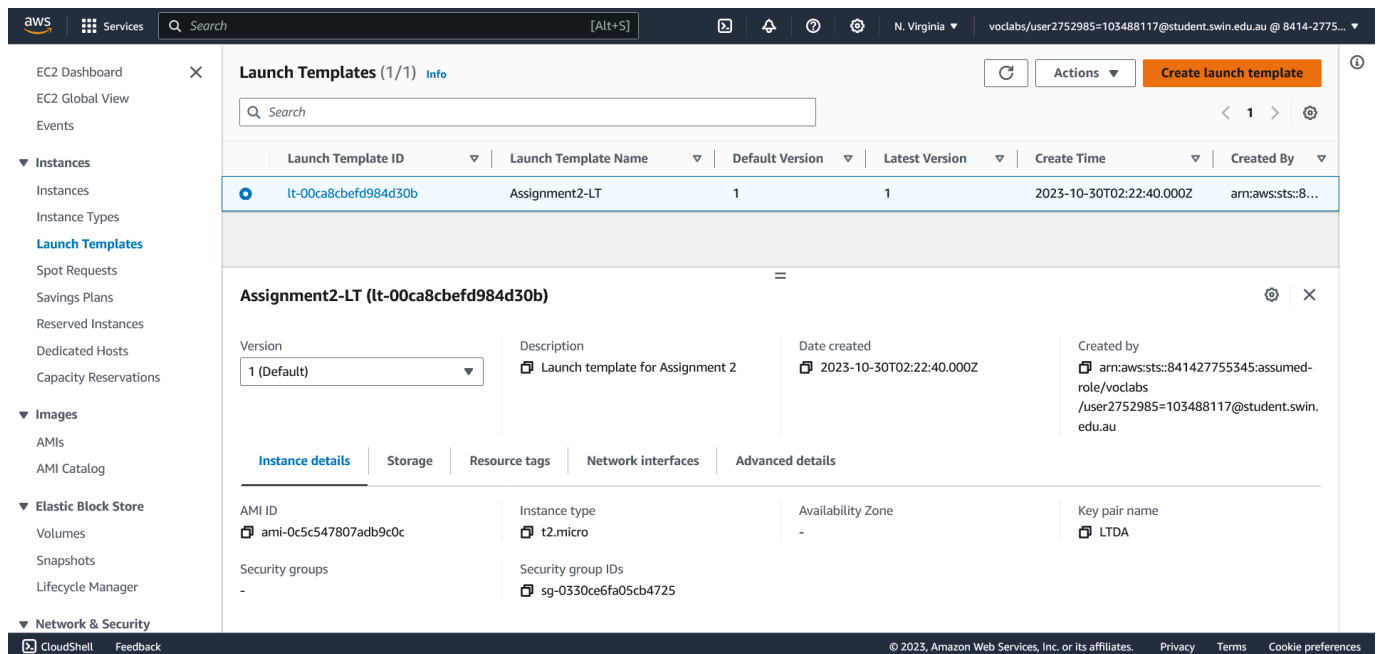 aws Services Search [Alt+S] N. Virginia voclabs/user2752985=103488117@student.swin.edu.au @ 8414-2775...
EC2 Dashboard
EC2 Global View
Events
Instances
Instances
Instance Types
Launch Templates
Spot Requests
Savings Plans
Reserved Instances
Dedicated Hosts
Capacity Reservations
Images
AMIs
AMI Catalog
Elastic Block Store
Volumes
Snapshots
Lifecycle Manager
Network & Security
Launch Templates (1/1) Info
Actions Create launch template
Search
1
Launch Template ID Launch Template Name Default Version Latest Version Create Time Created By
lt-00ca8cbefd984d30b Assignment2-LT 1 1 2023-10-30T02:22:40.000Z arn:aws:sts::8...
Assignment2-LT (lt-00ca8cbefd984d30b)
Version Description Date created Created by
1 (Default) Launch template for Assignment 2 2023-10-30T02:22:40.000Z arn:aws:sts::841427755345:assumed-
role/voclabs
/user2752985=103488117@student.swin.
edu.au
Instance details Storage Resource tags Network interfaces Advanced details
AMI ID Instance type Availability Zone Key pair name
ami-0c5c547807adb9c0c t2.micro - LTDA
Security groups Security group IDs
- sg-0330ce6fa05cb4725
CloudShell Feedback © 2023, Amazon Web Services, Inc. or its affiliates. Privacy Terms Cookie preferences